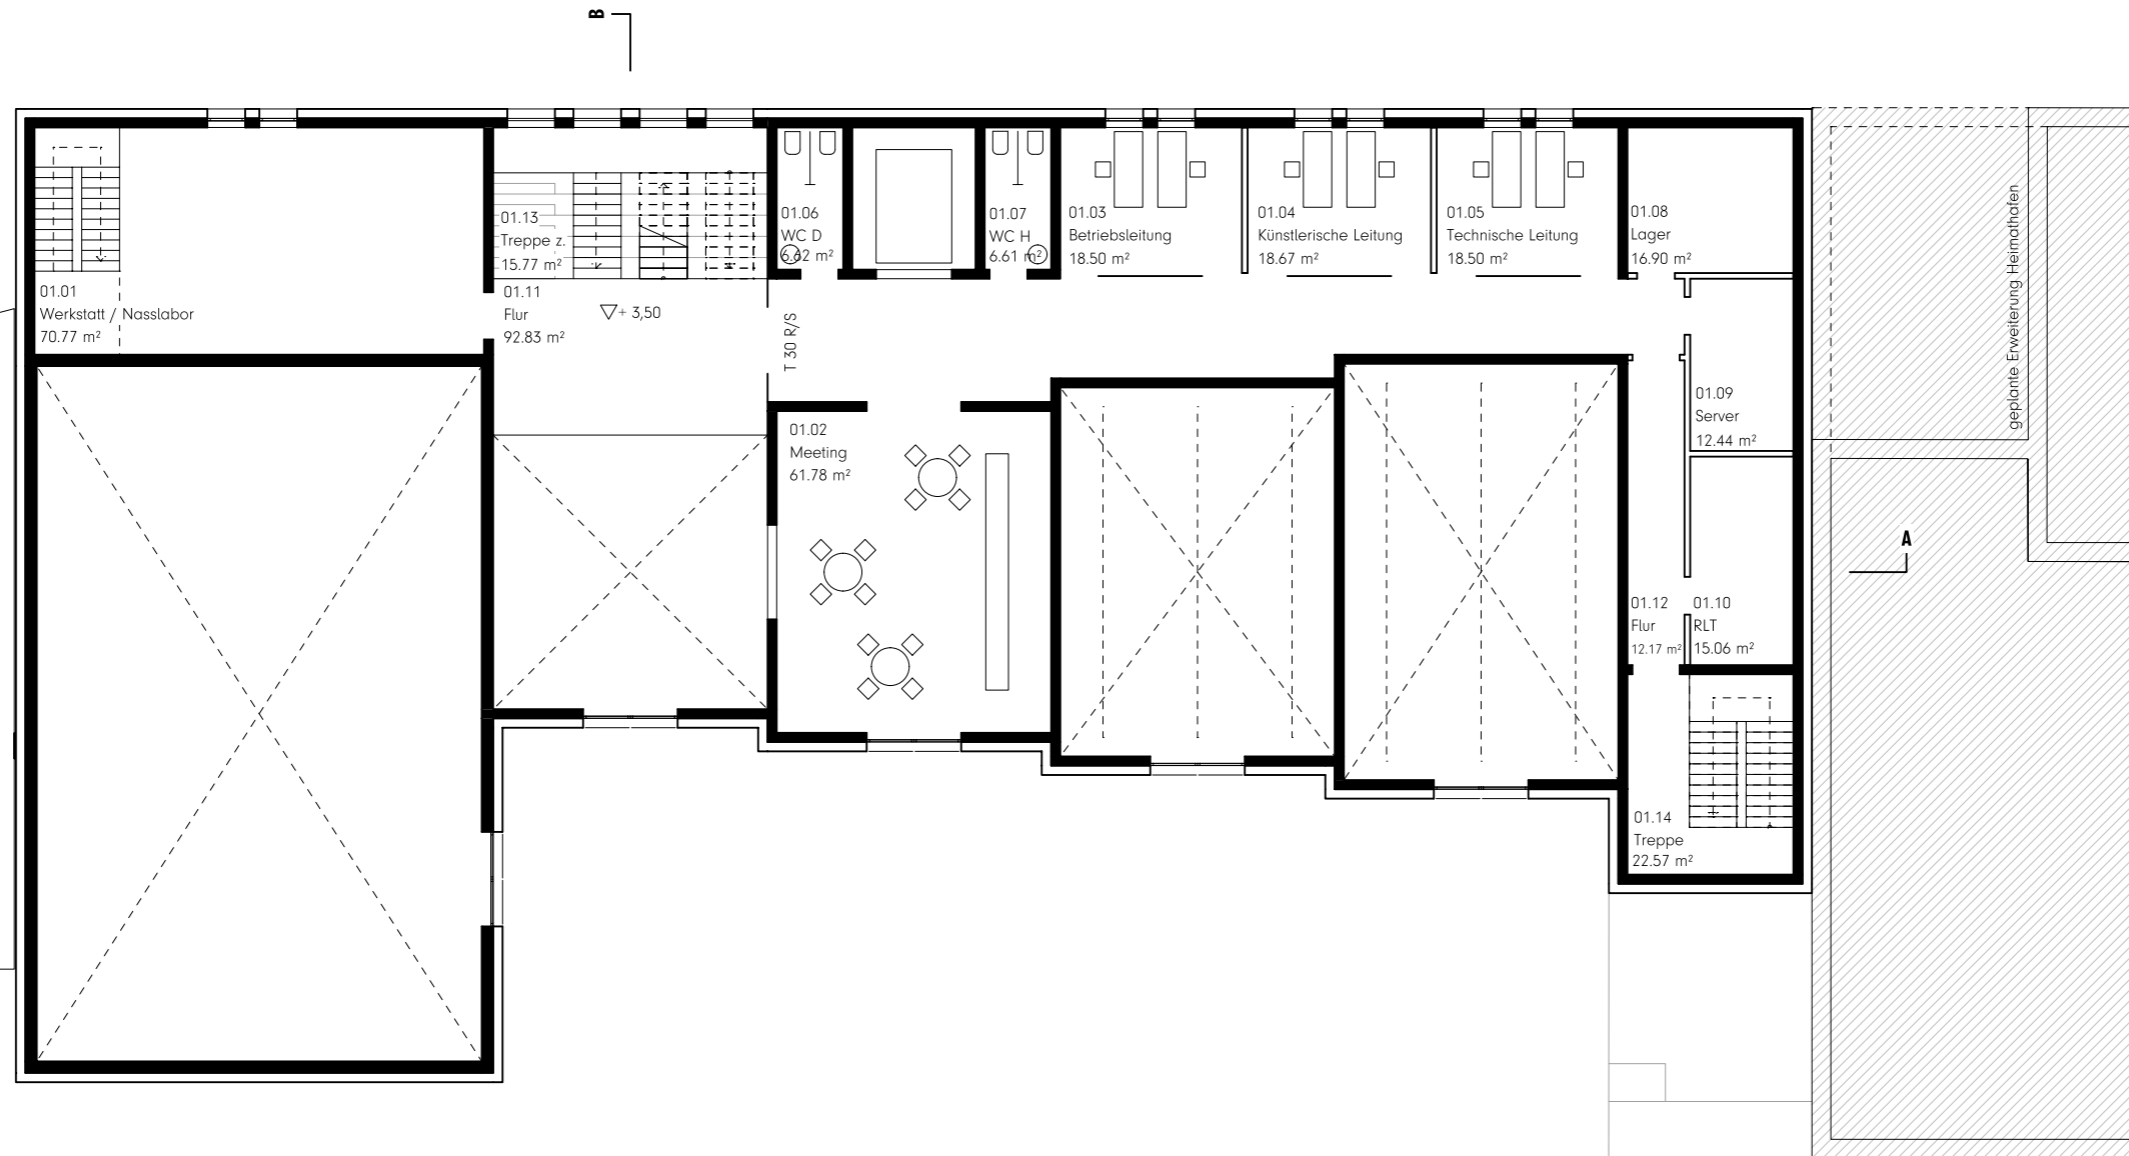 B
01.13
Treppe z.
15.77 m²
01.06
WC D
6.62 m²
01.07
WC H
6.61 m²
01.03
Betriebsleitung
18.50 m²
01.04
Künstlerische Leitung
18.67 m²
01.05
Technische Leitung
18.50 m²
01.08
Lager
16.90 m²
geplante Erweiterung Heimathafen
01.01
Werkstatt / Nasslabor
70.77 m²
01.11
Flur
92.83 m²
+ 3,50
T 30 R/S
01.02
Meeting
61.78 m²
01.09
Server
12.44 m²
A
01.12
Flur
12.17 m²
01.10
RLT
15.06 m²
01.14
Treppe
22.57 m²